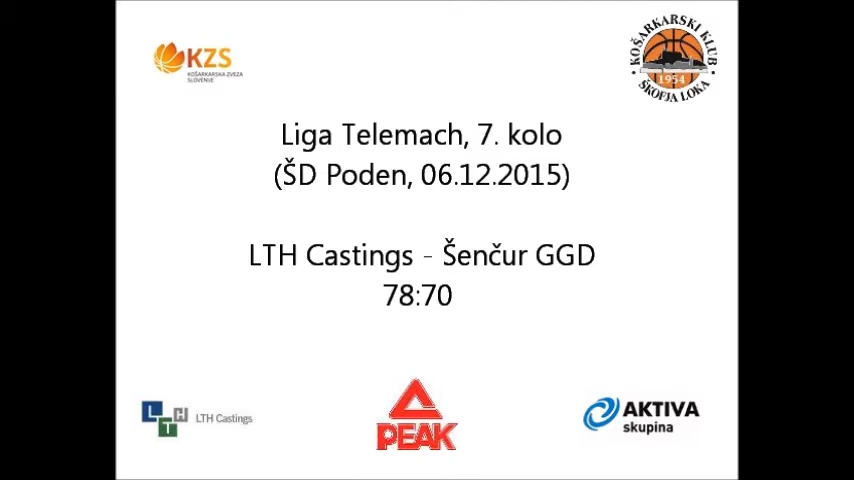 KZS
KOŠARKARSKA ZVEZA
SLOVENIJE
KOŠARKARSKI KLUB
1954
ŠKOFJA LOKA
Liga Telemach, 7. kolo
(ŠD Poden, 06.12.2015)
LTH Castings - Šenčur GGD
78:70
LTH
LTH Castings
PEAK
AKTIVA
skupina